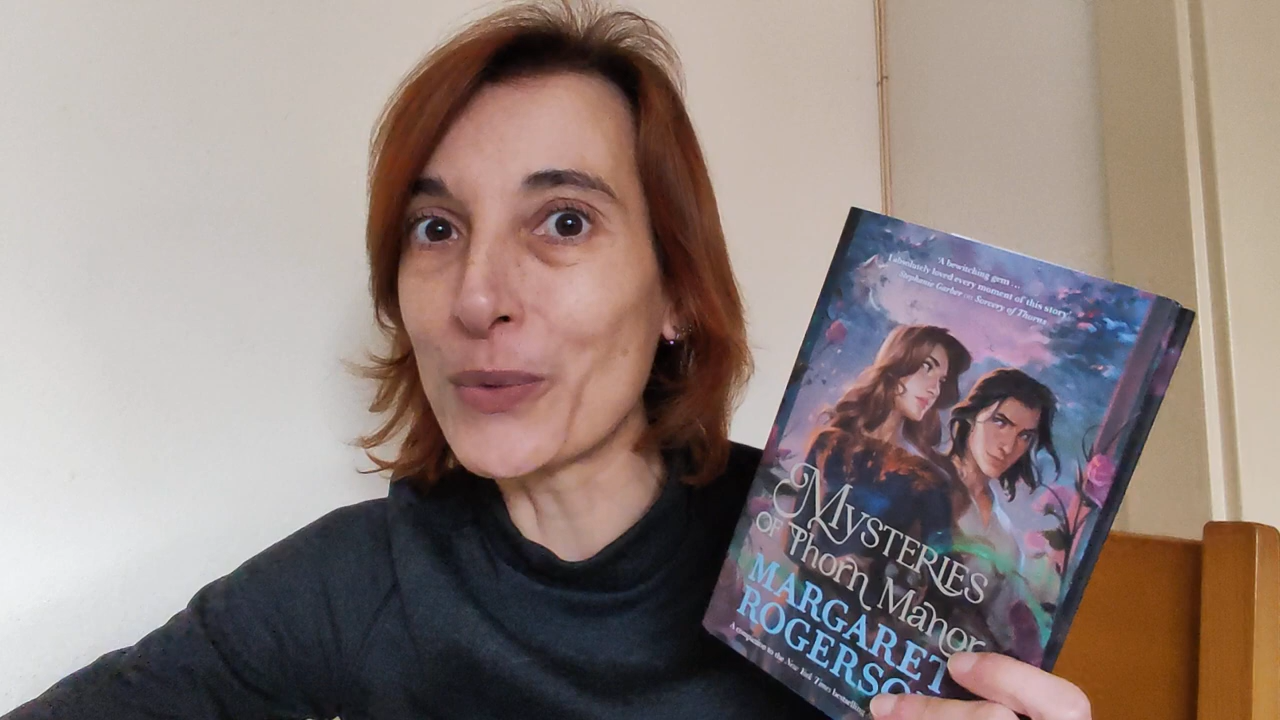 'A bewitching gem ...
I absolutely loved every moment of this story'
Stephanie Garber on Sorcery of Thorns
MYSTERIES
OF Thorn Manor
MARGARET
ROGERSON
A companion to the New York Times bestselling